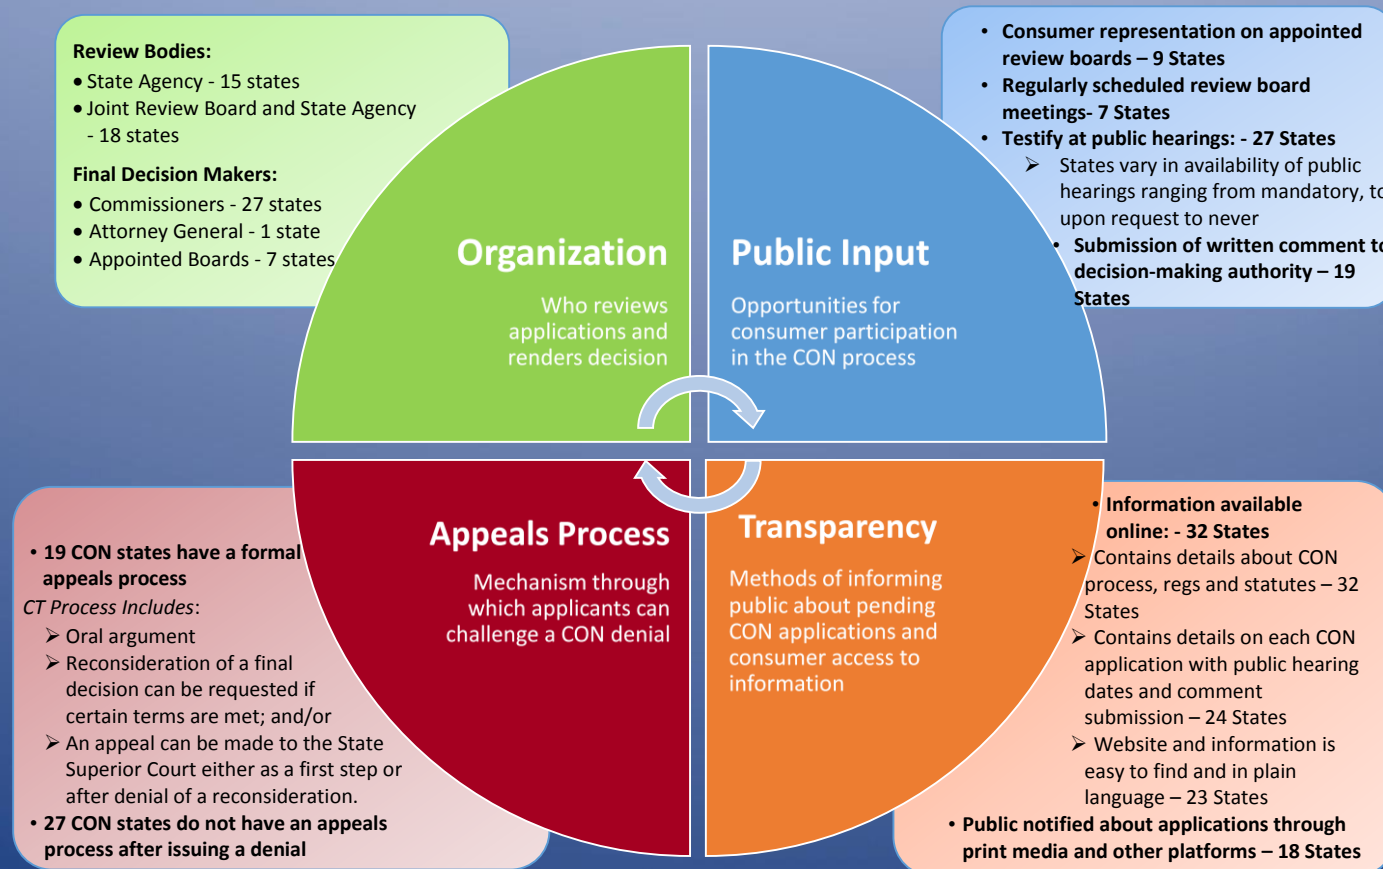 Review Bodies:
• State Agency - 15 states
• Joint Review Board and State Agency
- 18 states
Final Decision Makers:
• Commissioners - 27 states
• Attorney General - 1 state
• Appointed Boards - 7 states
Organization
Who reviews
applications and
renders decision
• Consumer representation on appointed
review boards – 9 States
• Regularly scheduled review board
meetings- 7 States
• Testify at public hearings: - 27 States
➢ States vary in availability of public
hearings ranging from mandatory, to
upon request to never
• Submission of written comment to
decision-making authority – 19
States
Public Input
Opportunities for
consumer participation
in the CON process
• 19 CON states have a formal
appeals process
CT Process Includes:
➢ Oral argument
➢ Reconsideration of a final
decision can be requested if
certain terms are met; and/or
➢ An appeal can be made to the State
Superior Court either as a first step or
after denial of a reconsideration.
• 27 CON states do not have an appeals
process after issuing a denial
Appeals Process
Mechanism through
which applicants can
challenge a CON denial
Transparency
Methods of informing
public about pending
CON applications and
consumer access to
information
• Information available
online: - 32 States
➢ Contains details about CON
process, regs and statutes – 32
States
➢ Contains details on each CON
application with public hearing
dates and comment
submission – 24 States
➢ Website and information is
easy to find and in plain
language – 23 States
• Public notified about applications through
print media and other platforms – 18 States